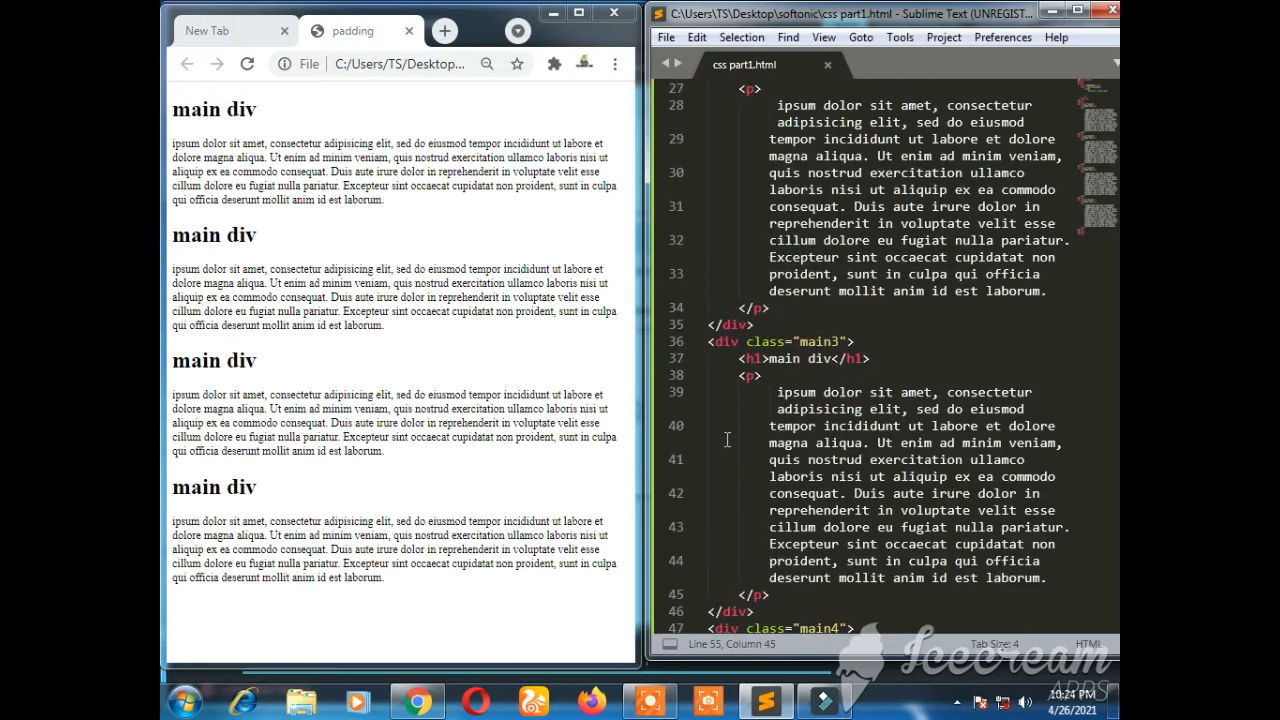 New Tab
padding
File
C:/Users/TS/Desktop...
main div
ipsum dolor sit amet, consectetur adipisicing elit, sed do eiusmod tempor incididunt ut labore et
dolore magna aliqua. Ut enim ad minim veniam, quis nostrud exercitation ullamco laboris nisi ut
aliquip ex ea commodo consequat. Duis aute irure dolor in reprehenderit in voluptate velit esse
cillum dolore eu fugiat nulla pariatur. Excepteur sint occaecat cupidatat non proident, sunt in culpa
qui officia deserunt mollit anim id est laborum.
main div
ipsum dolor sit amet, consectetur adipisicing elit, sed do eiusmod tempor incididunt ut labore et
dolore magna aliqua. Ut enim ad minim veniam, quis nostrud exercitation ullamco laboris nisi ut
aliquip ex ea commodo consequat. Duis aute irure dolor in reprehenderit in voluptate velit esse
cillum dolore eu fugiat nulla pariatur. Excepteur sint occaecat cupidatat non proident, sunt in culpa
qui officia deserunt mollit anim id est laborum.
main div
ipsum dolor sit amet, consectetur adipisicing elit, sed do eiusmod tempor incididunt ut labore et
dolore magna aliqua. Ut enim ad minim veniam, quis nostrud exercitation ullamco laboris nisi ut
aliquip ex ea commodo consequat. Duis aute irure dolor in reprehenderit in voluptate velit esse
cillum dolore eu fugiat nulla pariatur. Excepteur sint occaecat cupidatat non proident, sunt in culpa
qui officia deserunt mollit anim id est laborum.
main div
ipsum dolor sit amet, consectetur adipisicing elit, sed do eiusmod tempor incididunt ut labore et
dolore magna aliqua. Ut enim ad minim veniam, quis nostrud exercitation ullamco laboris nisi ut
aliquip ex ea commodo consequat. Duis aute irure dolor in reprehenderit in voluptate velit esse
cillum dolore eu fugiat nulla pariatur. Excepteur sint occaecat cupidatat non proident, sunt in culpa
qui officia deserunt mollit anim id est laborum.
C:\Users\TS\Desktop\softonic\css part1.html - Sublime Text (UNREGIST...
File Edit Selection Find View Goto Tools Project Preferences Help
css part1.html
27 <p>
28 ipsum dolor sit amet, consectetur
adipisicing elit, sed do eiusmod
29 tempor incididunt ut labore et dolore
magna aliqua. Ut enim ad minim veniam,
30 quis nostrud exercitation ullamco
laboris nisi ut aliquip ex ea commodo
31 consequat. Duis aute irure dolor in
reprehenderit in voluptate velit esse
32 cillum dolore eu fugiat nulla pariatur.
Excepteur sint occaecat cupidatat non
33 proident, sunt in culpa qui officia
deserunt mollit anim id est laborum.
34 </p>
35 </div>
36 <div class="main3">
37 <h1>main div</h1>
38 <p>
39 ipsum dolor sit amet, consectetur
adipisicing elit, sed do eiusmod
40 tempor incididunt ut labore et dolore
magna aliqua. Ut enim ad minim veniam,
41 quis nostrud exercitation ullamco
laboris nisi ut aliquip ex ea commodo
42 consequat. Duis aute irure dolor in
reprehenderit in voluptate velit esse
43 cillum dolore eu fugiat nulla pariatur.
Excepteur sint occaecat cupidatat non
44 proident, sunt in culpa qui officia
deserunt mollit anim id est laborum.
45 </p>
46 </div>
47 <div class="main4">
Line 55, Column 45
Tab Size: 4
HTML
Icecream
APPS
10:24 PM
4/26/2021